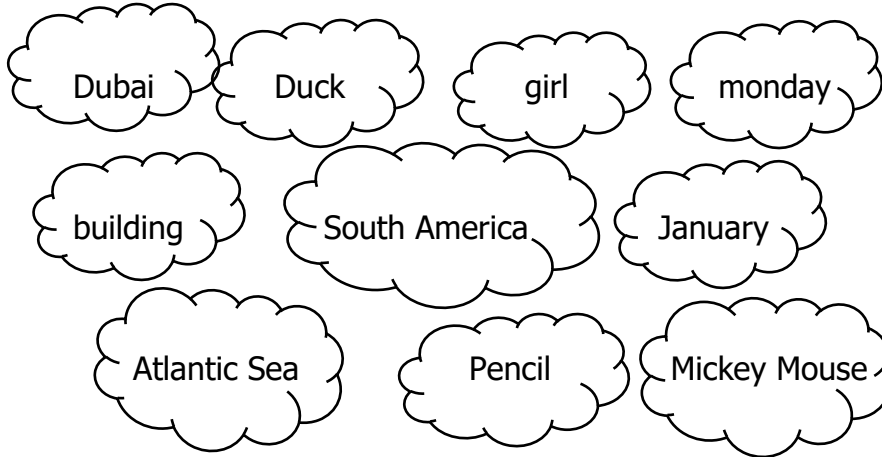 Dubai
Duck
girl
monday
building
South America
January
Atlantic Sea
Pencil
Mickey Mouse